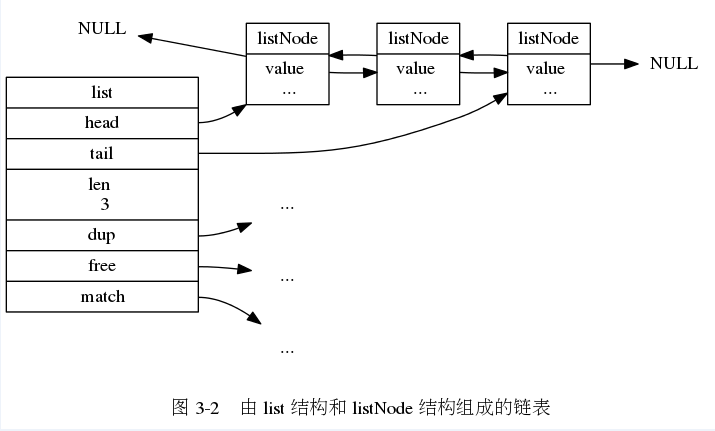 NULL
listNode
value
...
listNode
value
...
listNode
value
...
NULL
list
head
tail
len
3
dup
free
match
...
...
...
图 3-2 由 list 结构和 listNode 结构组成的链表